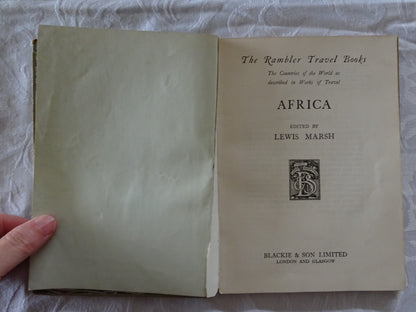 The Rambler Travel Books
The Countries of the World as
described in Works of Travel
AFRICA
EDITED BY
LEWIS MARSH
BLACKIE & SON LIMITED
LONDON AND GLASGOW